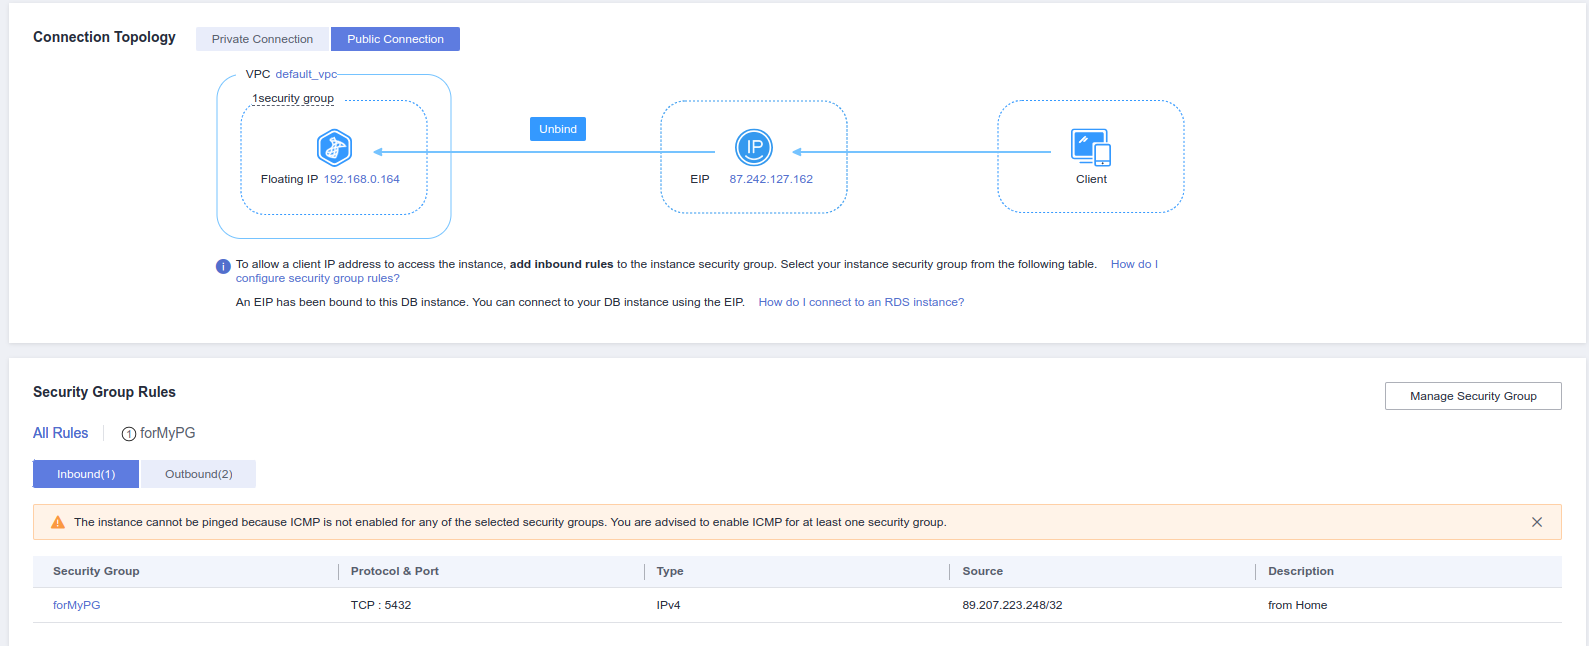 Connection Topology
Private Connection
Public Connection
VPC default_vpc
1security group
Floating IP 192.168.0.164
Unbind
IP
EIP 87.242.127.162
Client
i To allow a client IP address to access the instance, add inbound rules to the instance security group. Select your instance security group from the following table. How do I
configure security group rules?
An EIP has been bound to this DB instance. You can connect to your DB instance using the EIP. How do I connect to an RDS instance?
Security Group Rules
Manage Security Group
All Rules
1 forMyPG
Inbound(1)
Outbound(2)
The instance cannot be pinged because ICMP is not enabled for any of the selected security groups. You are advised to enable ICMP for at least one security group.
Security Group Protocol & Port Type Source Description
forMyPG TCP : 5432 IPv4 89.207.223.248/32 from Home